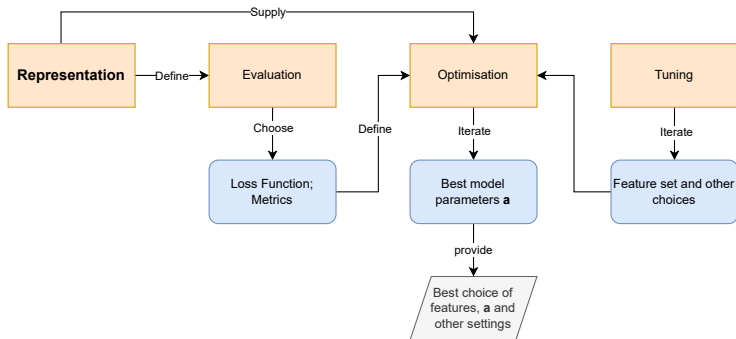 Supply
Representation
Define
Evaluation
Optimisation
Tuning
Choose
Define
Iterate
Iterate
Loss Function;
Metrics
Best model
parameters a
Feature set and other
choices
provide
Best choice of
features, a and
other settings